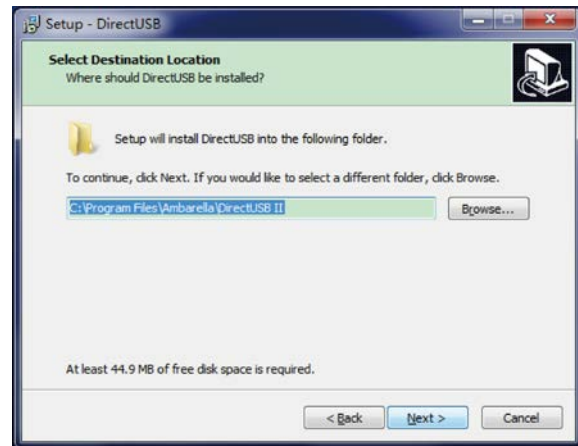 Setup - DirectUSB
Select Destination Location
Where should DirectUSB be installed?
Setup will install DirectUSB into the following folder.
To continue, click Next. If you would like to select a different folder, click Browse.
C:\Program Files\Ambarella\DirectUSB II
Browse...
At least 44.9 MB of free disk space is required.
< Back
Next >
Cancel